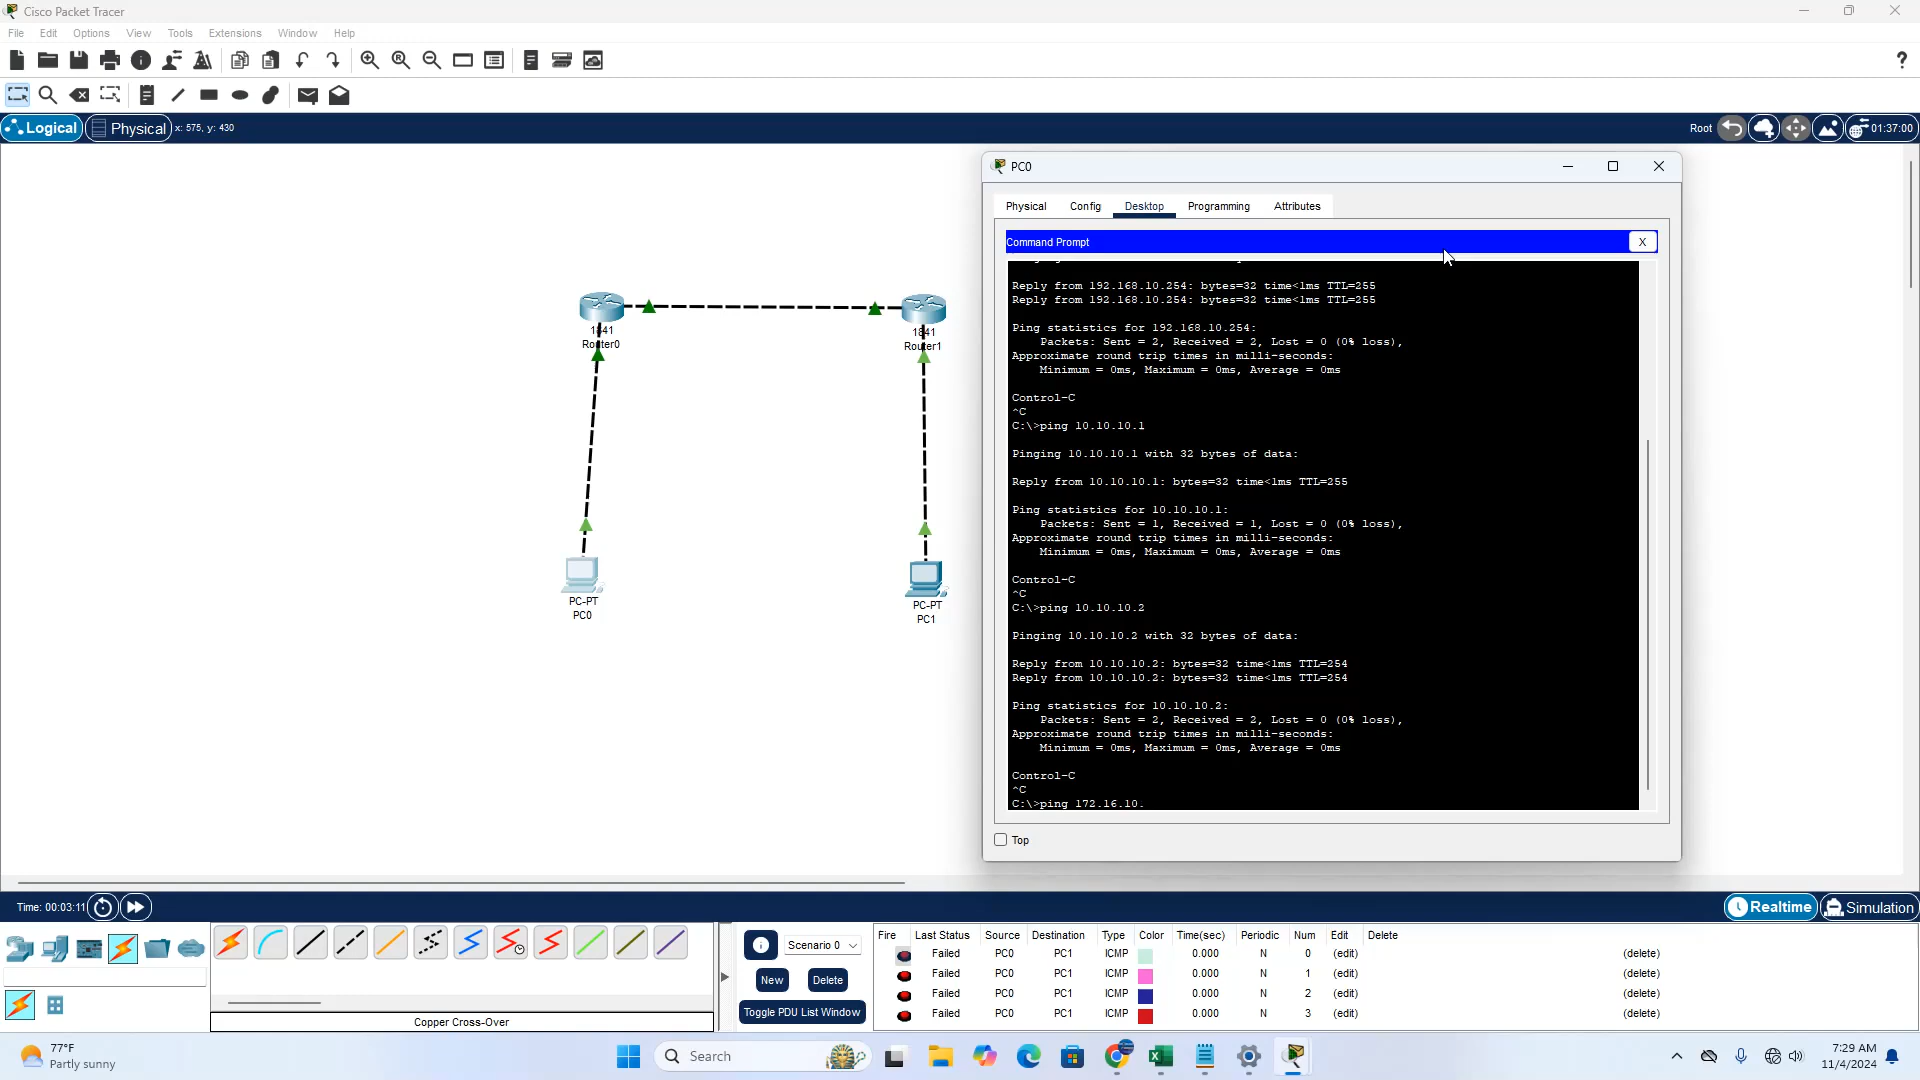 Cisco Packet Tracer
File Edit Options View Tools Extensions Window Help
Logical Physical x: 575, y: 430 Root 01:37:00
PC0
Physical Config Desktop Programming Attributes
Command Prompt X
Reply from 192.168.10.254: bytes=32 time<1ms TTL=255
Reply from 192.168.10.254: bytes=32 time<1ms TTL=255
Ping statistics for 192.168.10.254:
Packets: Sent = 2, Received = 2, Lost = 0 (0% loss),
Approximate round trip times in milli-seconds:
Minimum = 0ms, Maximum = 0ms, Average = 0ms
Control-C
^C
C:\>ping 10.10.10.1
Pinging 10.10.10.1 with 32 bytes of data:
Reply from 10.10.10.1: bytes=32 time<1ms TTL=255
Ping statistics for 10.10.10.1:
Packets: Sent = 1, Received = 1, Lost = 0 (0% loss),
Approximate round trip times in milli-seconds:
Minimum = 0ms, Maximum = 0ms, Average = 0ms
Control-C
^C
C:\>ping 10.10.10.2
Pinging 10.10.10.2 with 32 bytes of data:
Reply from 10.10.10.2: bytes=32 time<1ms TTL=254
Reply from 10.10.10.2: bytes=32 time<1ms TTL=254
Ping statistics for 10.10.10.2:
Packets: Sent = 2, Received = 2, Lost = 0 (0% loss),
Approximate round trip times in milli-seconds:
Minimum = 0ms, Maximum = 0ms, Average = 0ms
Control-C
^C
C:\>ping 172.16.10.
Top
1841
Router0
1841
Router1
PC-PT
PC0
PC-PT
PC1
Time: 00:03:11 Realtime Simulation
Copper Cross-Over
Scenario 0
New Delete
Toggle PDU List Window
Fire Last Status Source Destination Type Color Time(sec) Periodic Num Edit Delete
Failed PC0 PC1 ICMP 0.000 N 0 (edit) (delete)
Failed PC0 PC1 ICMP 0.000 N 1 (edit) (delete)
Failed PC0 PC1 ICMP 0.000 N 2 (edit) (delete)
Failed PC0 PC1 ICMP 0.000 N 3 (edit) (delete)
77°F
Partly sunny
Search
7:29 AM
11/4/2024